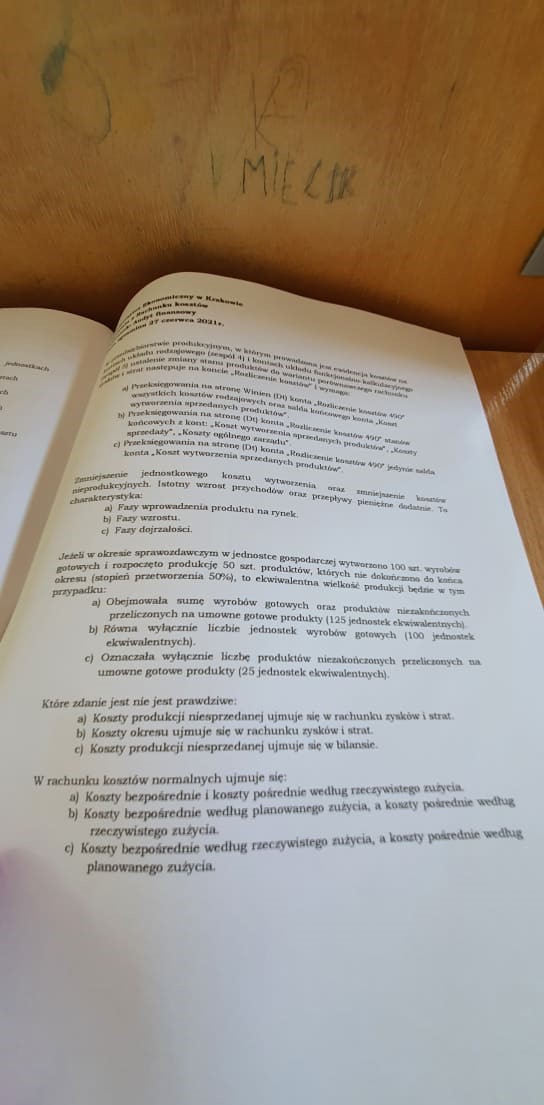 K
V MIELIK
jednostkach
Ekonomiczny w Krakowie
Rachunku kosztów
Audyt finansowy
27 czerwca 2021r.
produkcyjnym, w którym prowadzona jest ewidencja kosztów na
układu rodzajowego (zespół 4) i kontach układu funkcjonalno-kalkulacyjnego
ustalenie zmiany stanu produktów do wariantu porównawczego rachunku
i strat następuje na koncie „Rozliczenie kosztów” i wymaga:
a) Przeksięgowania na stronę Winien (Dt) konta „Rozliczenie kosztów 490”
wszystkich kosztów rodzajowych oraz salda końcowego konta „Koszt
wytworzenia sprzedanych produktów”.
b) Przeksięgowania na stronę (Dt) konta „Rozliczenie kosztów 490” stanów
końcowych z kont: „Koszt wytworzenia sprzedanych produktów”, „Koszty
sprzedaży”, „Koszty ogólnego zarządu”.
c) Przeksięgowania na stronę (Dt) konta „Rozliczenie kosztów 490” jedynie salda
konta „Koszt wytworzenia sprzedanych produktów”.
Zmniejszenie jednostkowego kosztu wytworzenia oraz zmniejszenie kosztów
nieprodukcyjnych. Istotny wzrost przychodów oraz przepływy pieniężne dodatnie. To
charakterystyka:
a) Fazy wprowadzenia produktu na rynek.
b) Fazy wzrostu.
c) Fazy dojrzałości.
Jeżeli w okresie sprawozdawczym w jednostce gospodarczej wytworzono 100 szt. wyrobów
gotowych i rozpoczęto produkcję 50 szt. produktów, których nie dokończono do końca
okresu (stopień przetworzenia 50%), to ekwiwalentna wielkość produkcji będzie w tym
przypadku:
a) Obejmowała sumę wyrobów gotowych oraz produktów niezakończonych
przeliczonych na umowne gotowe produkty (125 jednostek ekwiwalentnych).
b) Równa wyłącznie liczbie jednostek wyrobów gotowych (100 jednostek
ekwiwalentnych).
c) Oznaczała wyłącznie liczbę produktów niezakończonych przeliczonych na
umowne gotowe produkty (25 jednostek ekwiwalentnych).
Które zdanie jest nie jest prawdziwe:
a) Koszty produkcji niesprzedanej ujmuje się w rachunku zysków i strat.
b) Koszty okresu ujmuje się w rachunku zysków i strat.
c) Koszty produkcji niesprzedanej ujmuje się w bilansie.
W rachunku kosztów normalnych ujmuje się:
a) Koszty bezpośrednie i koszty pośrednie według rzeczywistego zużycia.
b) Koszty bezpośrednie według planowanego zużycia, a koszty pośrednie według
rzeczywistego zużycia.
c) Koszty bezpośrednie według rzeczywistego zużycia, a koszty pośrednie według
planowanego zużycia.